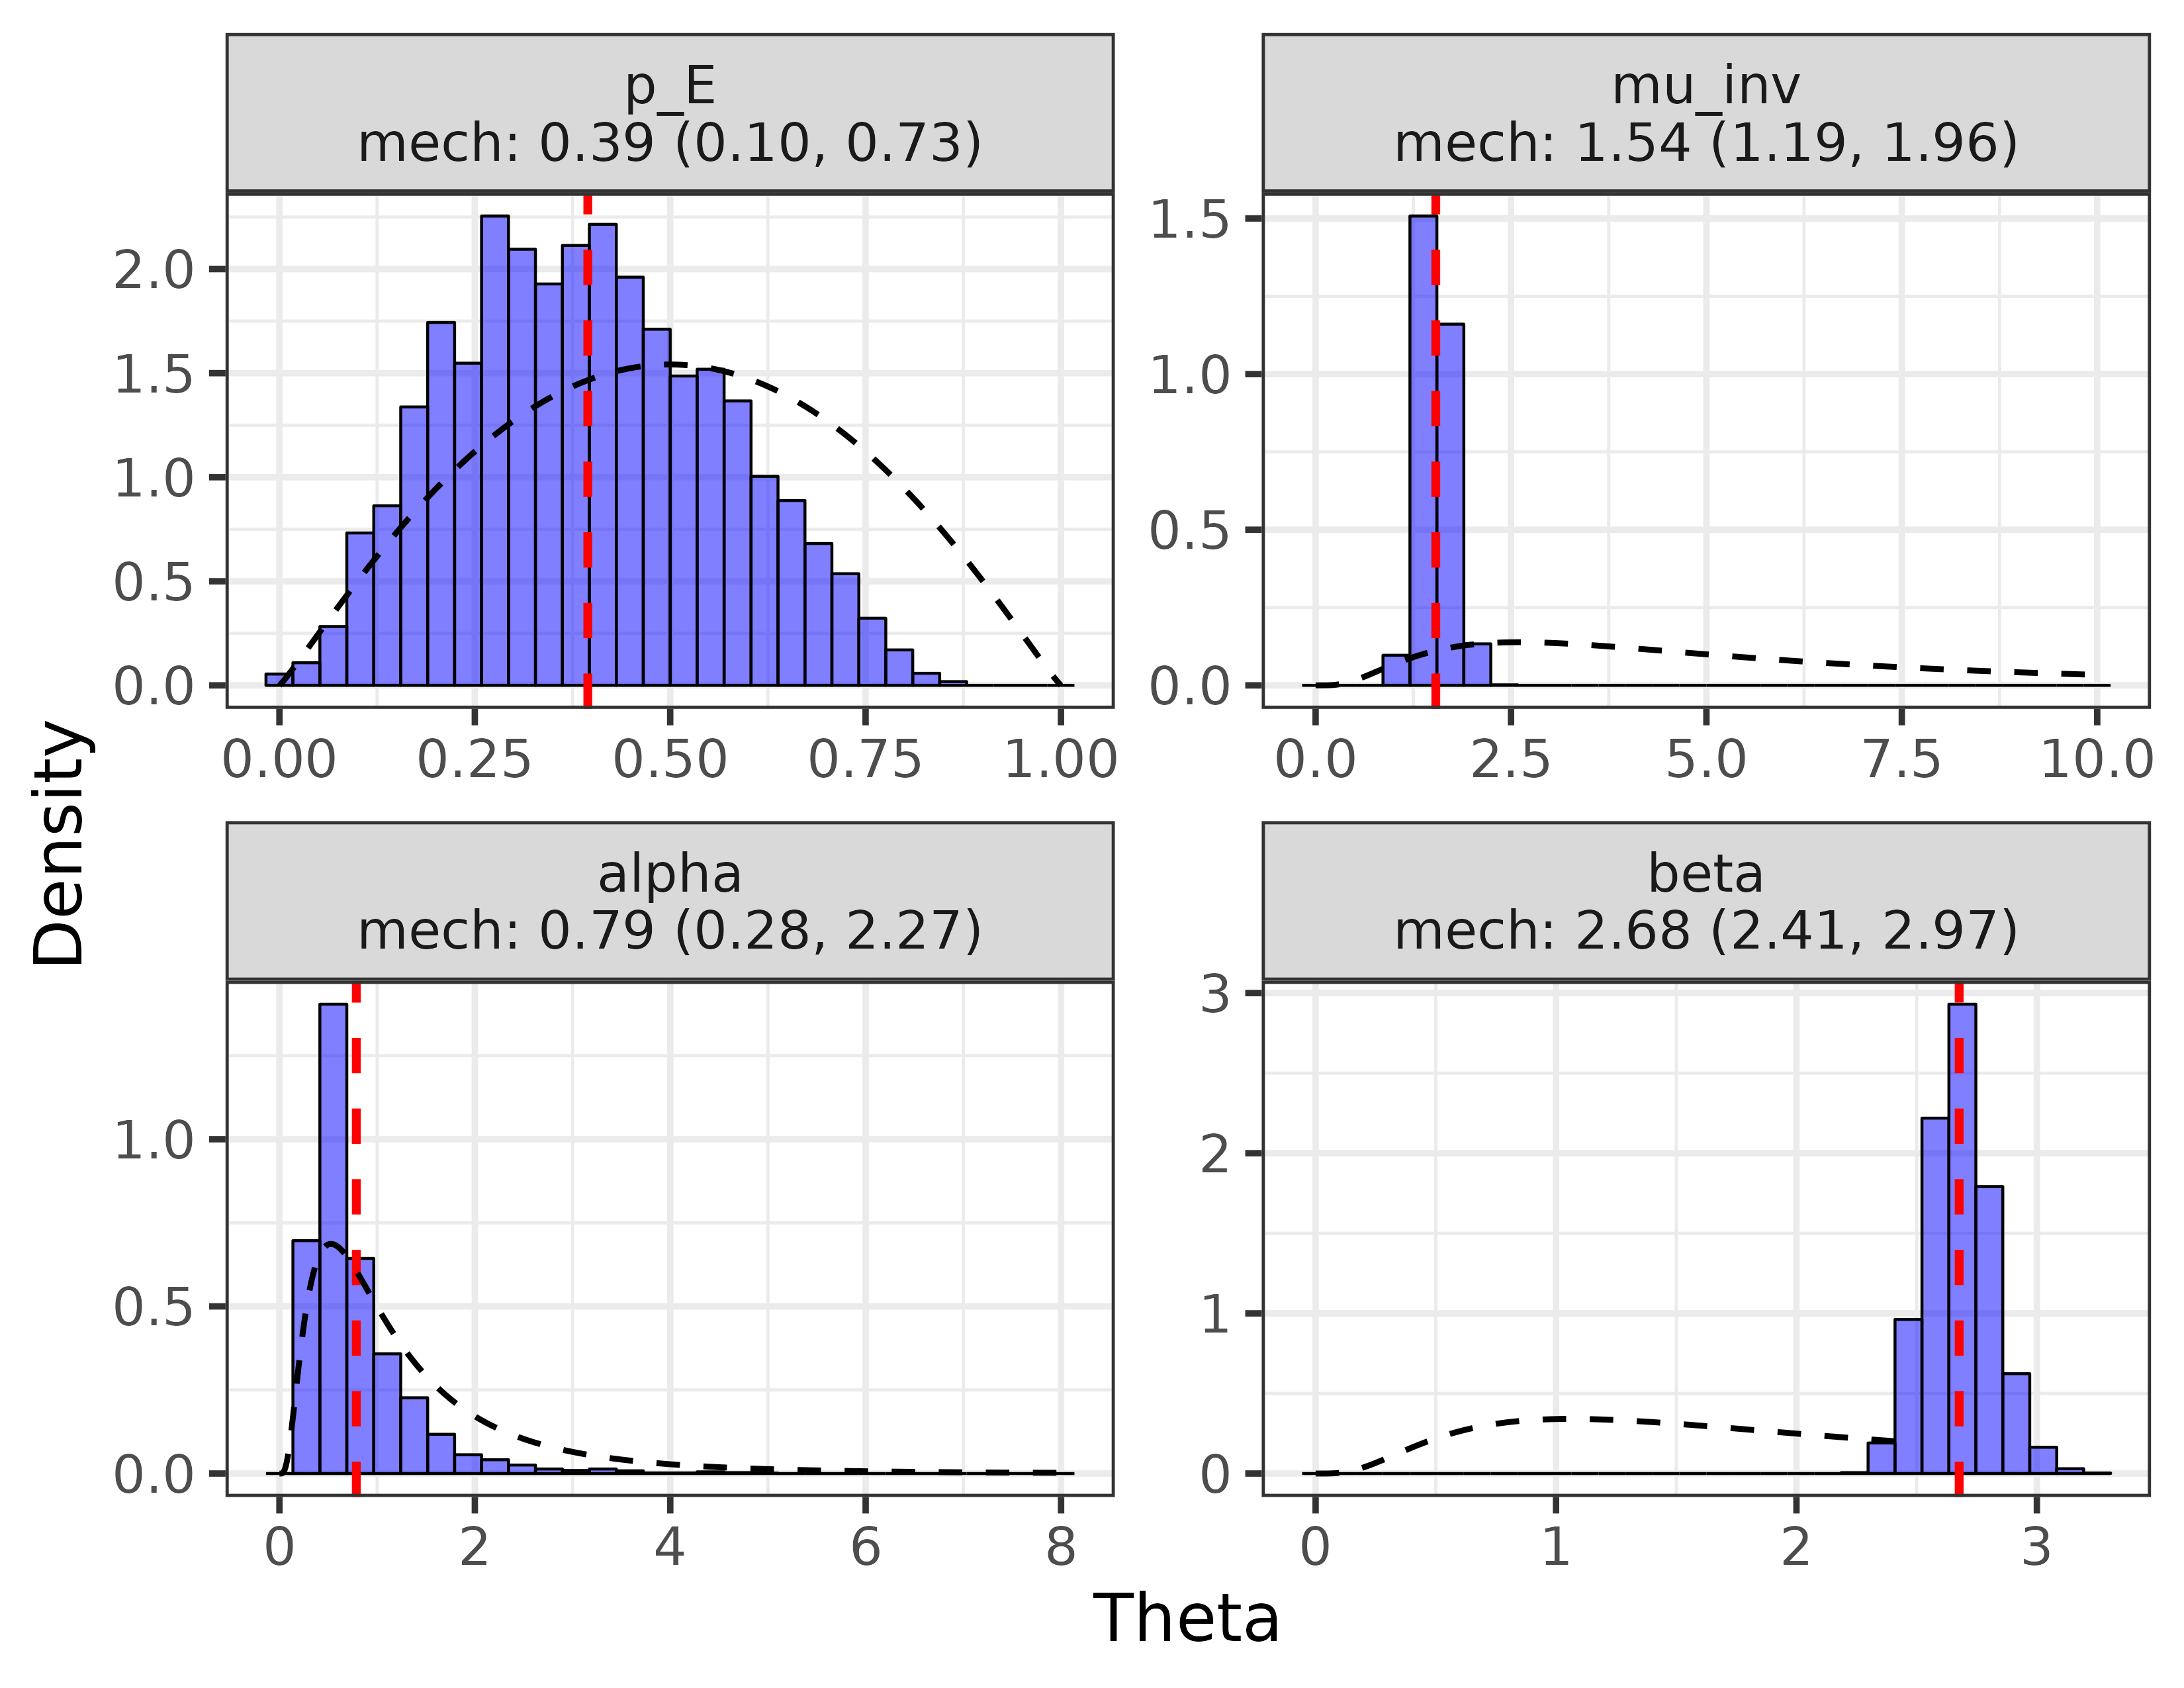 p_E
mech: 0.39 (0.10, 0.73)
mu_inv
mech: 1.54 (1.19, 1.96)
2.0
1.5
1.0
0.5
0.0
0.00 0.25 0.50 0.75 1.00
1.5
1.0
0.5
0.0
0.0 2.5 5.0 7.5 10.0
Density
alpha
mech: 0.79 (0.28, 2.27)
beta
mech: 2.68 (2.41, 2.97)
1.0
0.5
0.0
0 2 4 6 8
3
2
1
0
0 1 2 3
Theta